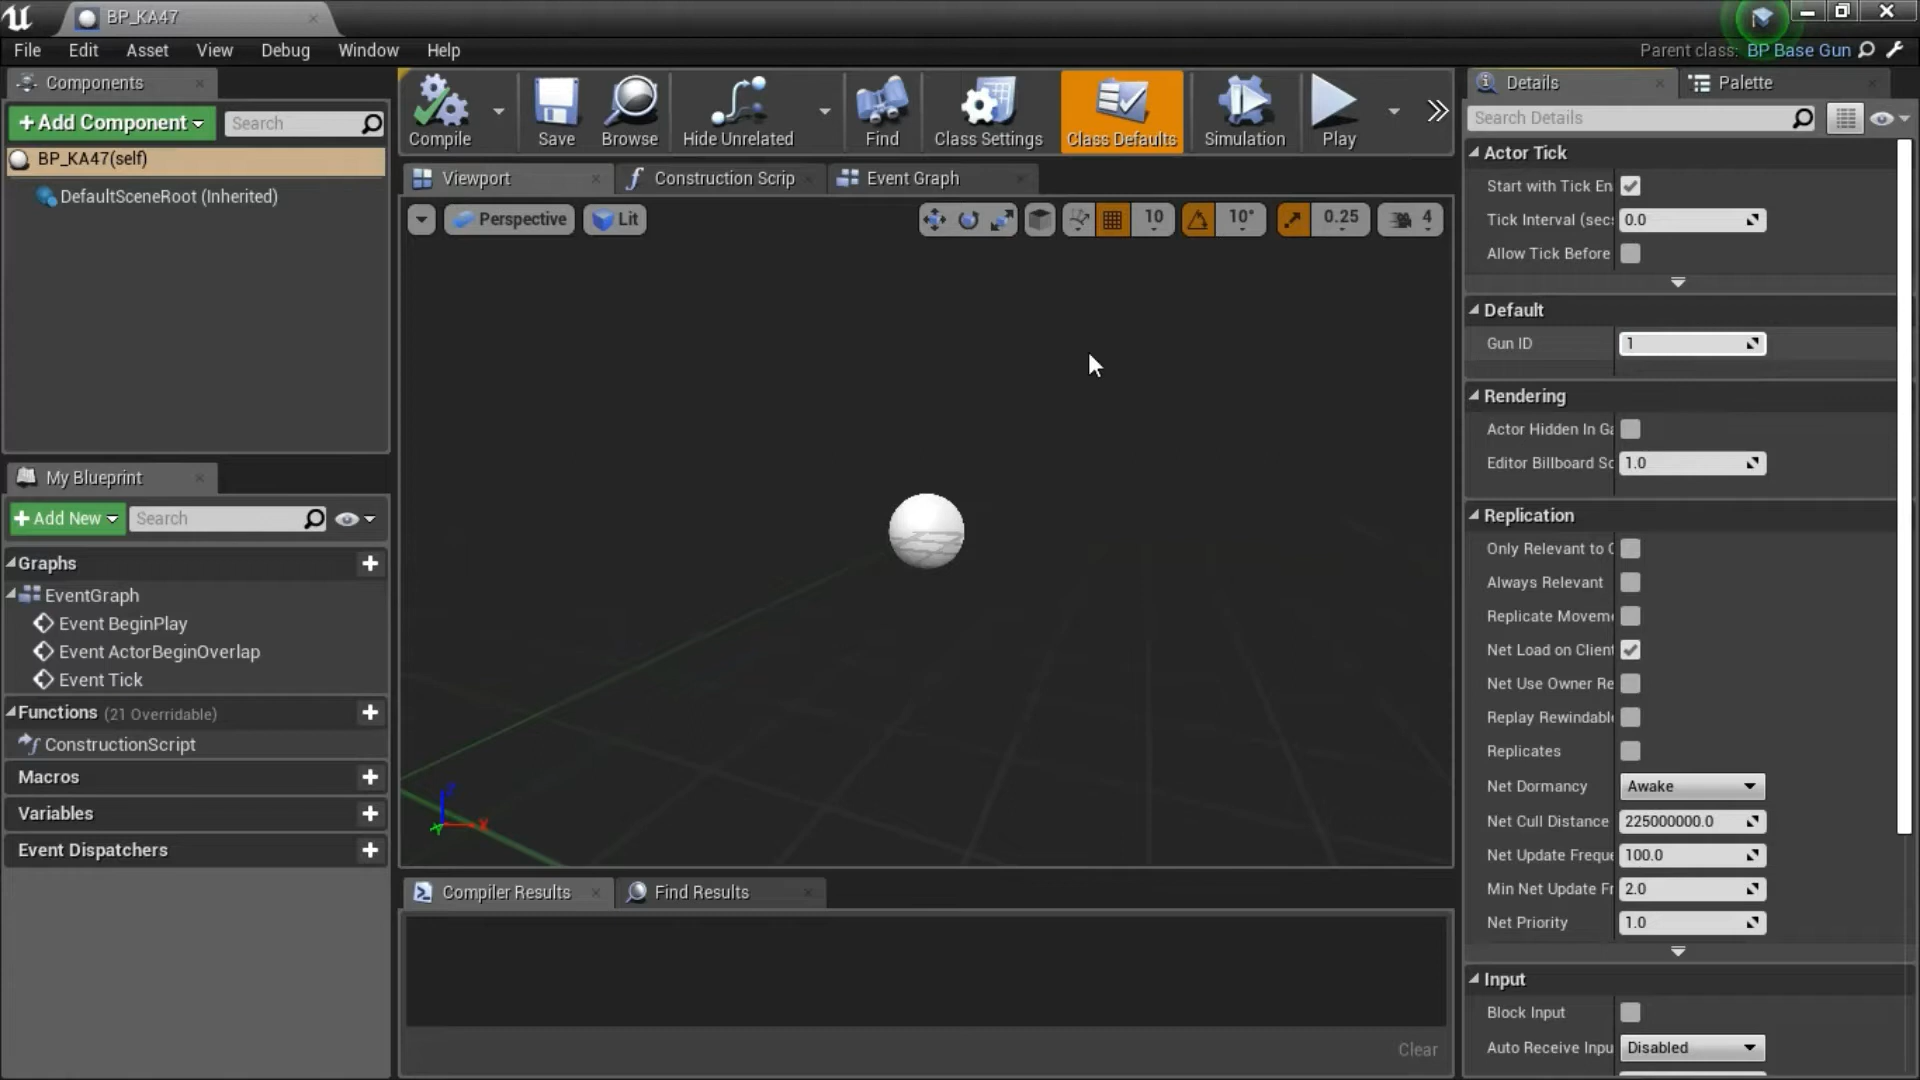 BP_KA47
File Edit Asset View Debug Window Help
Parent class: BP Base Gun
Components
+Add Component
Search
BP_KA47(self)
DefaultSceneRoot (Inherited)
My Blueprint
+Add New
Search
Graphs
EventGraph
Event BeginPlay
Event ActorBeginOverlap
Event Tick
Functions (21 Overridable)
ConstructionScript
Macros
Variables
Event Dispatchers
Compile
Save
Browse
Hide Unrelated
Find
Class Settings
Class Defaults
Simulation
Play
Viewport
Construction Scrip
Event Graph
Perspective
Lit
10
10°
0.25
4
Z
Y
X
Compiler Results
Find Results
Clear
Details
Palette
Search Details
Actor Tick
Start with Tick En
Tick Interval (secs 0.0
Allow Tick Before
Default
Gun ID 1
Rendering
Actor Hidden In Ga
Editor Billboard Sc 1.0
Replication
Only Relevant to O
Always Relevant
Replicate Moveme
Net Load on Client
Net Use Owner Re
Replay Rewindable
Replicates
Net Dormancy Awake
Net Cull Distance 225000000.0
Net Update Freque 100.0
Min Net Update Fr 2.0
Net Priority 1.0
Input
Block Input
Auto Receive Inpu Disabled